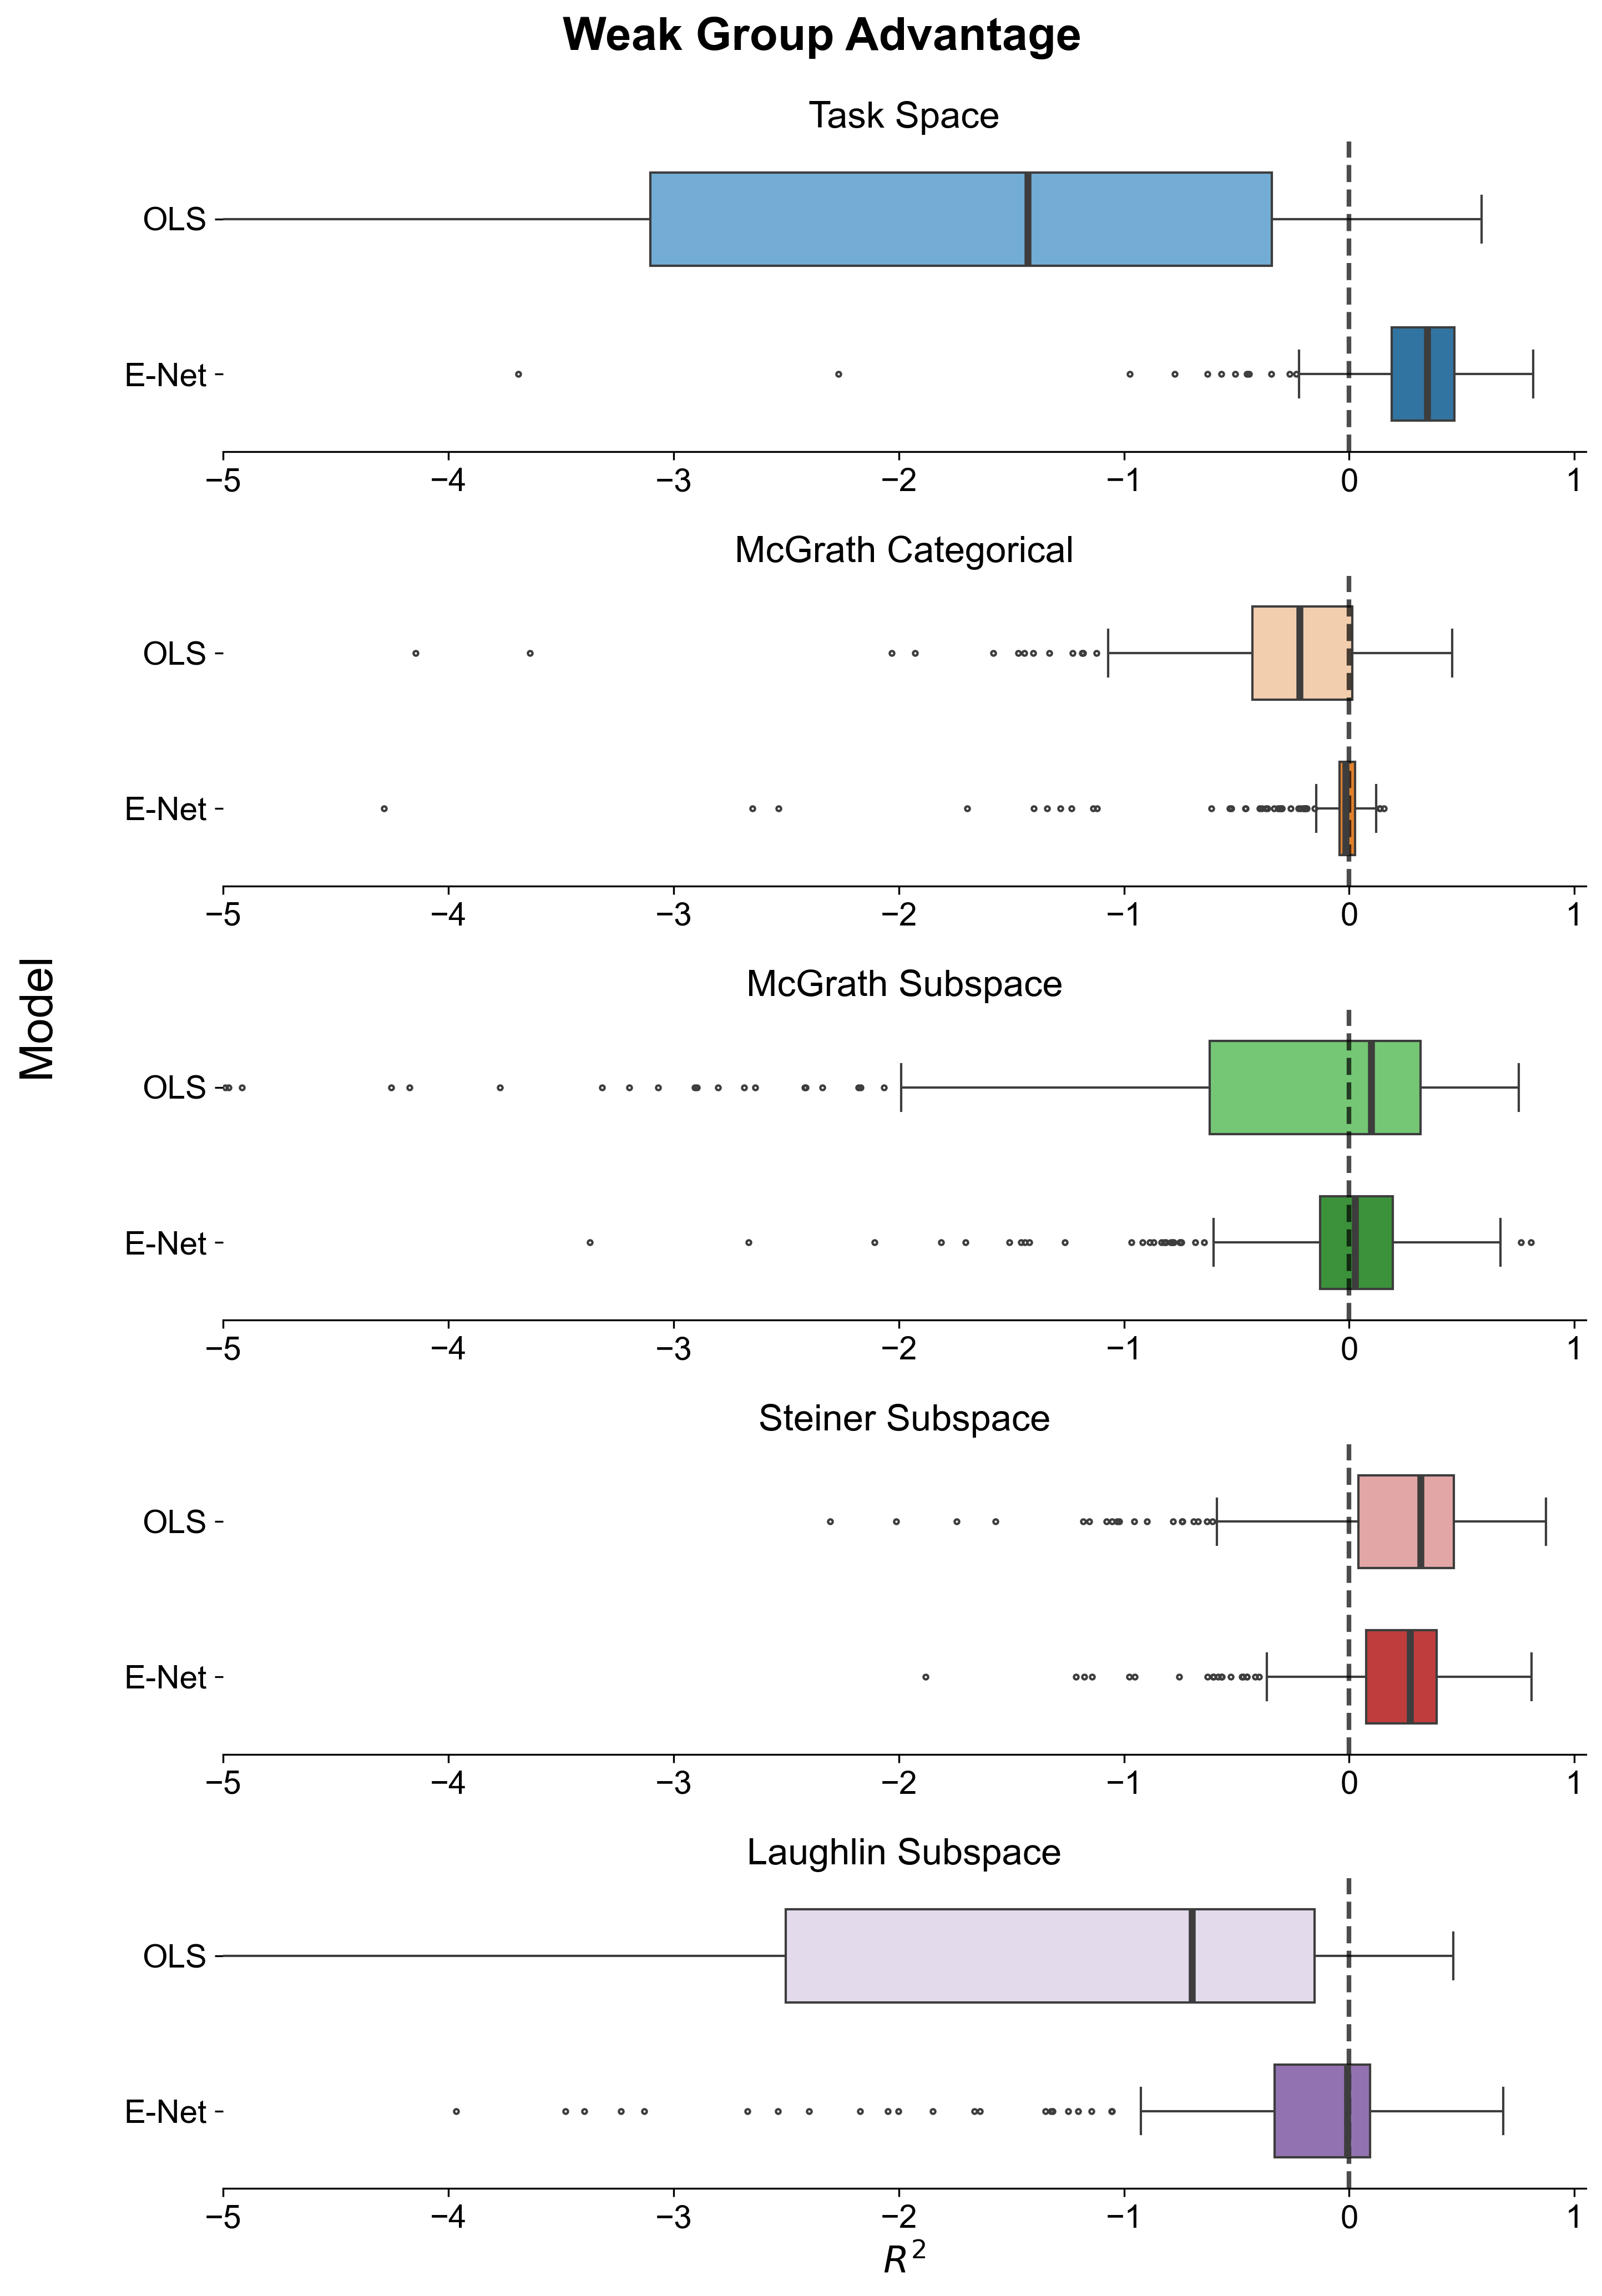 Weak Group Advantage
Task Space
OLS
E-Net
−5 −4 −3 −2 −1 0 1
McGrath Categorical
OLS
E-Net
−5 −4 −3 −2 −1 0 1
McGrath Subspace
OLS
E-Net
−5 −4 −3 −2 −1 0 1
Steiner Subspace
OLS
E-Net
−5 −4 −3 −2 −1 0 1
Laughlin Subspace
OLS
E-Net
−5 −4 −3 −2 −1 0 1
R²
Model